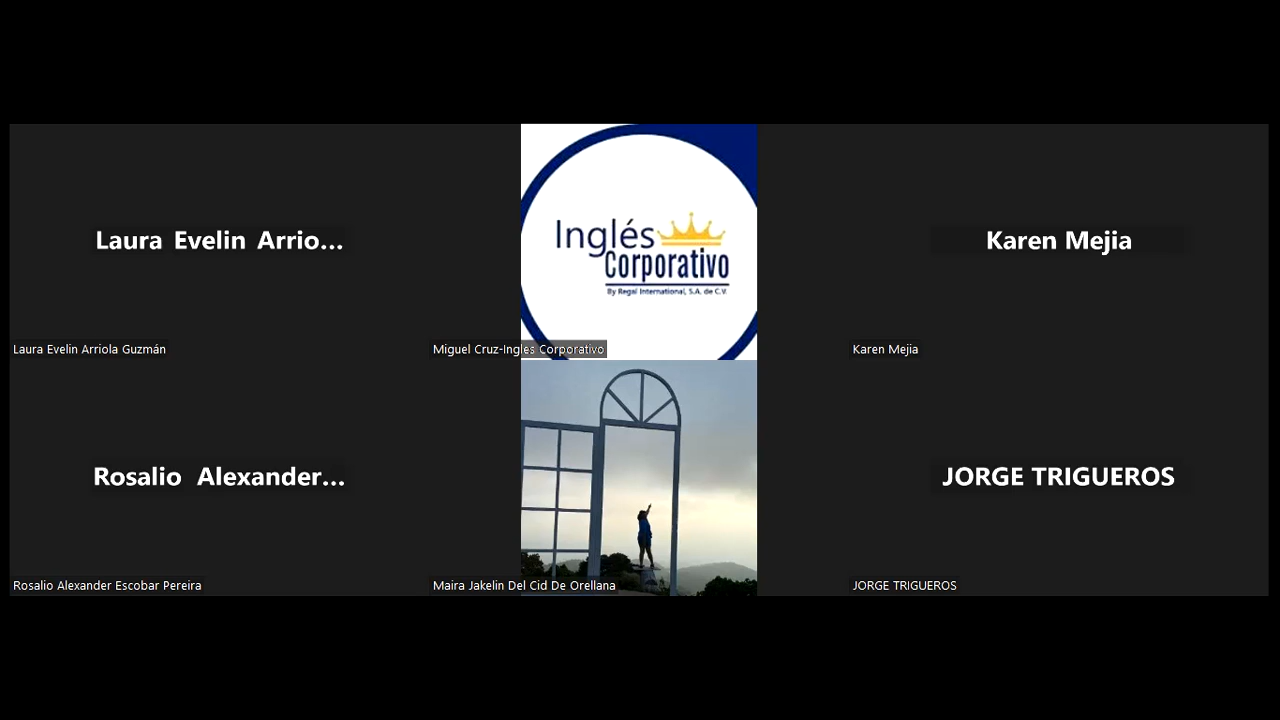 Laura Evelin Arrio...
Inglés
Corporativo
By Regal International, S.A. de C.V.
Karen Mejia
Laura Evelin Arriola Guzmán
Miguel Cruz-Ingles Corporativo
Karen Mejia
Rosalio Alexander...
JORGE TRIGUEROS
Rosalio Alexander Escobar Pereira
Maira Jakelin Del Cid De Orellana
JORGE TRIGUEROS